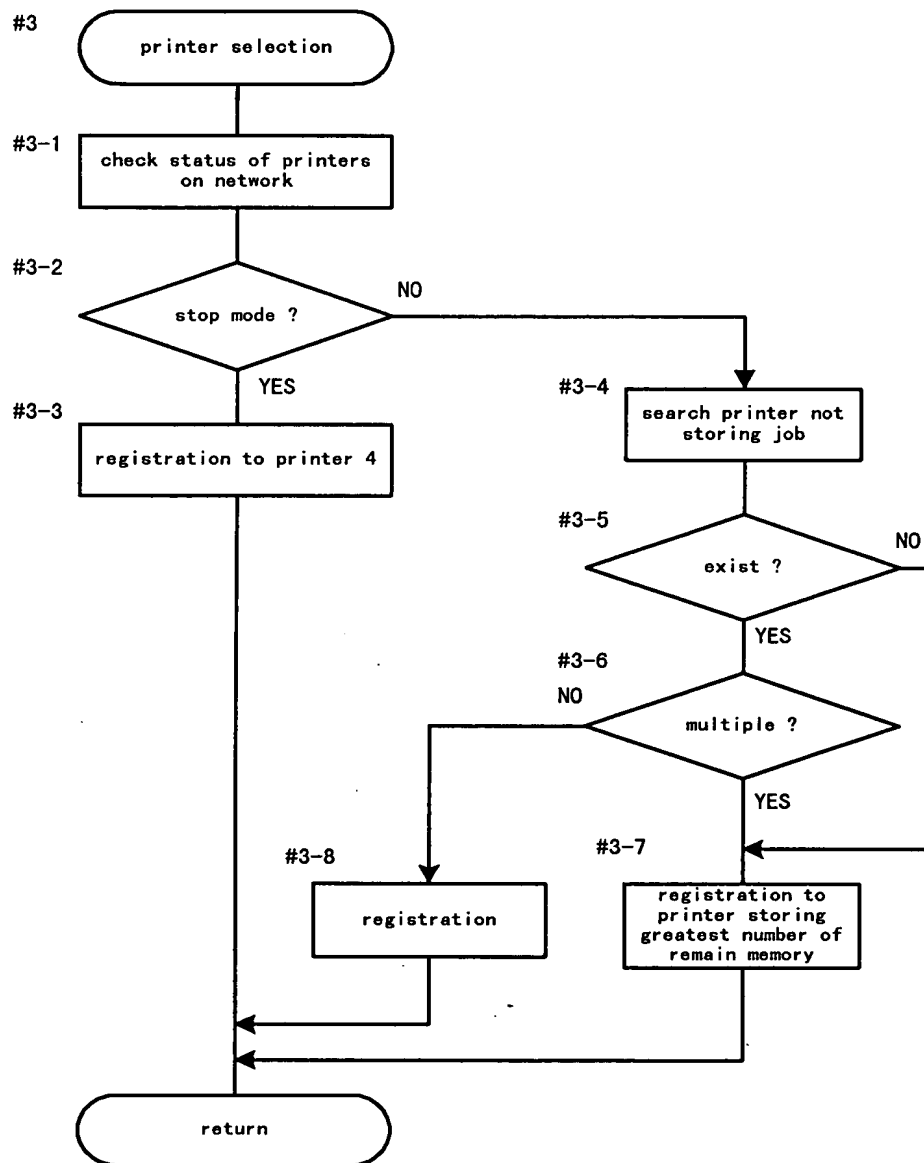 #3
printer selection
#3-1
check status of printers
on network
#3-2
stop mode ?
NO
YES
#3-3
registration to printer 4
#3-4
search printer not
storing job
#3-5
exist ?
NO
YES
#3-6
NO
multiple ?
YES
#3-8
registration
#3-7
registration to
printer storing
greatest number of
remain memory
return